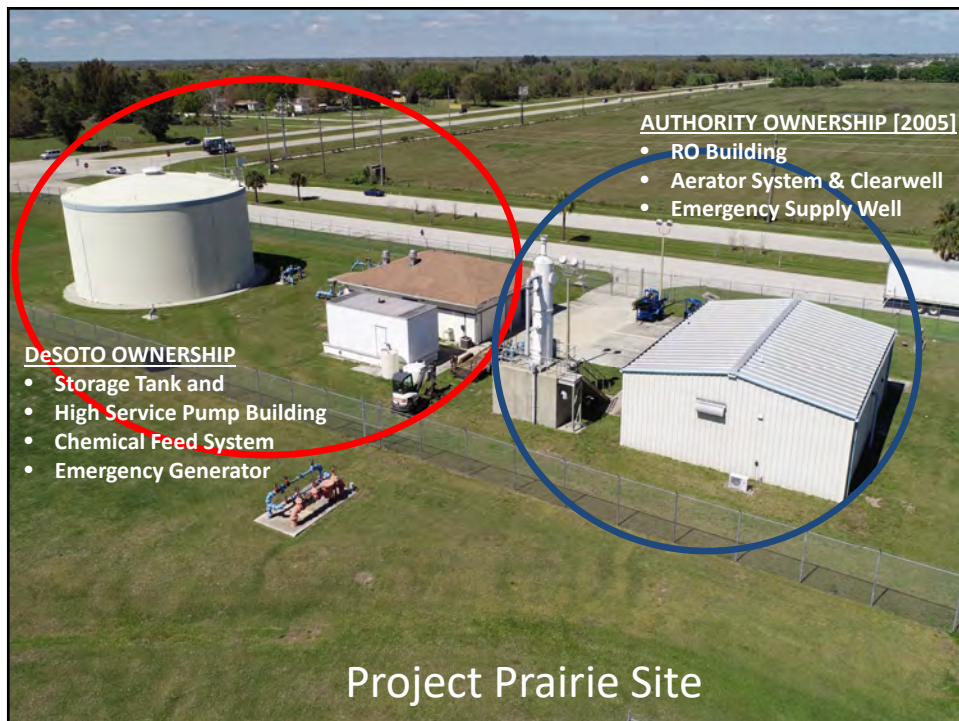 AUTHORITY OWNERSHIP [2005]
• RO Building
• Aerator System & Clearwell
• Emergency Supply Well
DeSOTO OWNERSHIP
• Storage Tank and
• High Service Pump Building
• Chemical Feed System
• Emergency Generator
Project Prairie Site